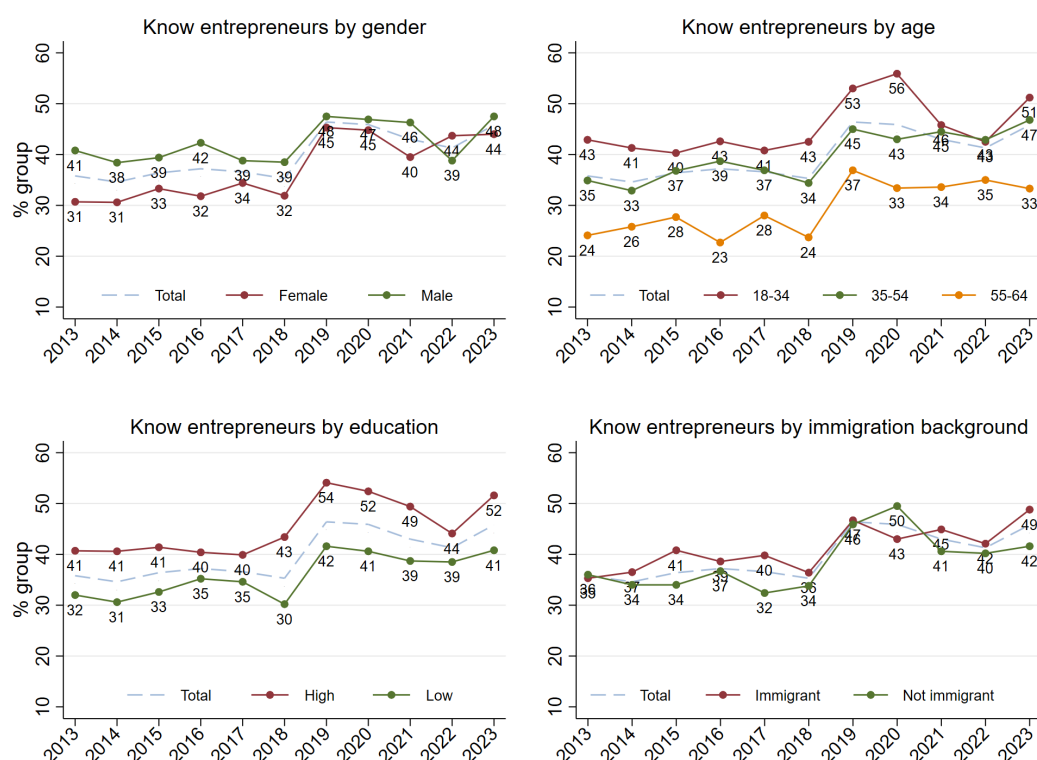 Know entrepreneurs by gender
% group
60
50
40
30
20
10
41 38 39 42 39 39 48 47 46 39 48
31 31 33 32 34 32 45 45 40 44 44
Total Female Male
2013 2014 2015 2016 2017 2018 2019 2020 2021 2022 2023
Know entrepreneurs by age
60
50
40
30
20
10
43 41 40 43 41 43 53 56 46 43 51
35 33 37 39 37 34 45 43 45 43 47
24 26 28 23 28 24 37 33 34 35 33
Total 18-34 35-54 55-64
2013 2014 2015 2016 2017 2018 2019 2020 2021 2022 2023
Know entrepreneurs by education
% group
60
50
40
30
20
10
41 41 41 40 40 43 54 52 49 44 52
32 31 33 35 35 30 42 41 39 39 41
Total High Low
2013 2014 2015 2016 2017 2018 2019 2020 2021 2022 2023
Know entrepreneurs by immigration background
60
50
40
30
20
10
35 37 41 39 40 36 47 43 45 42 49
36 34 34 37 32 34 46 50 41 40 42
Total Immigrant Not immigrant
2013 2014 2015 2016 2017 2018 2019 2020 2021 2022 2023